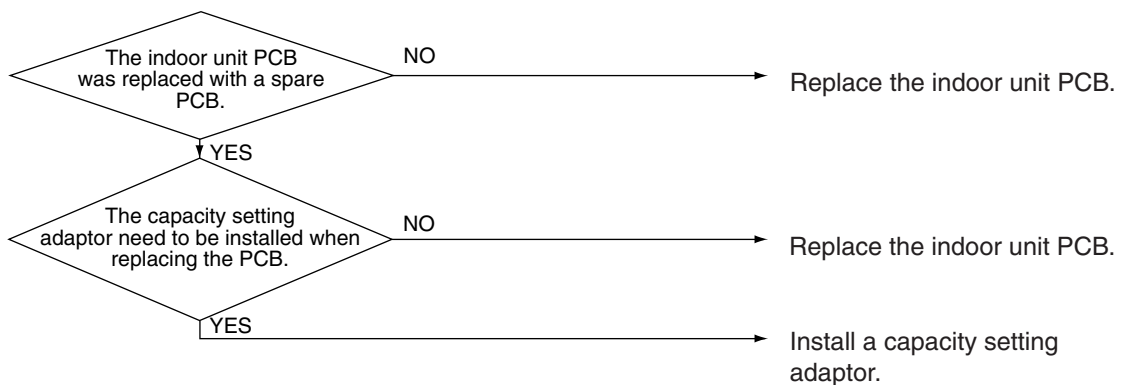 The indoor unit PCB
was replaced with a spare
PCB.
NO
Replace the indoor unit PCB.
YES
The capacity setting
adaptor need to be installed when
replacing the PCB.
NO
Replace the indoor unit PCB.
YES
Install a capacity setting
adaptor.